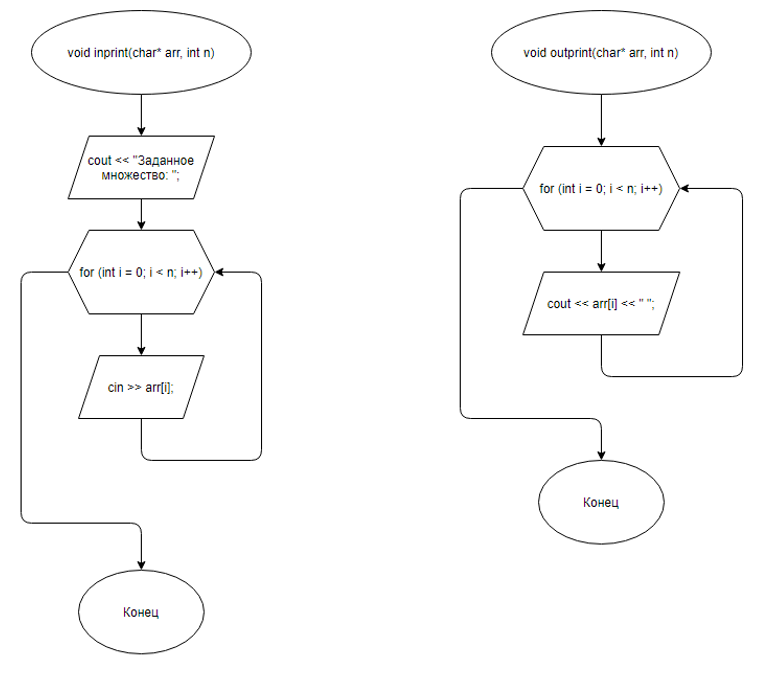 void inprint(char* arr, int n)
cout << "Заданное
множество: ";
for (int i = 0; i < n; i++)
cin >> arr[i];
Конец
void outprint(char* arr, int n)
for (int i = 0; i < n; i++)
cout << arr[i] << " ";
Конец